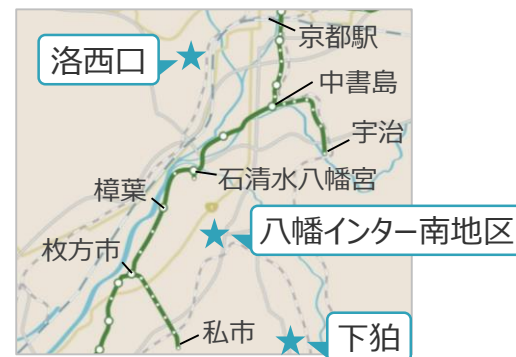 京都駅
洛西口
中書島
宇治
石清水八幡宮
樟葉
八幡インター南地区
枚方市
私市
下狛